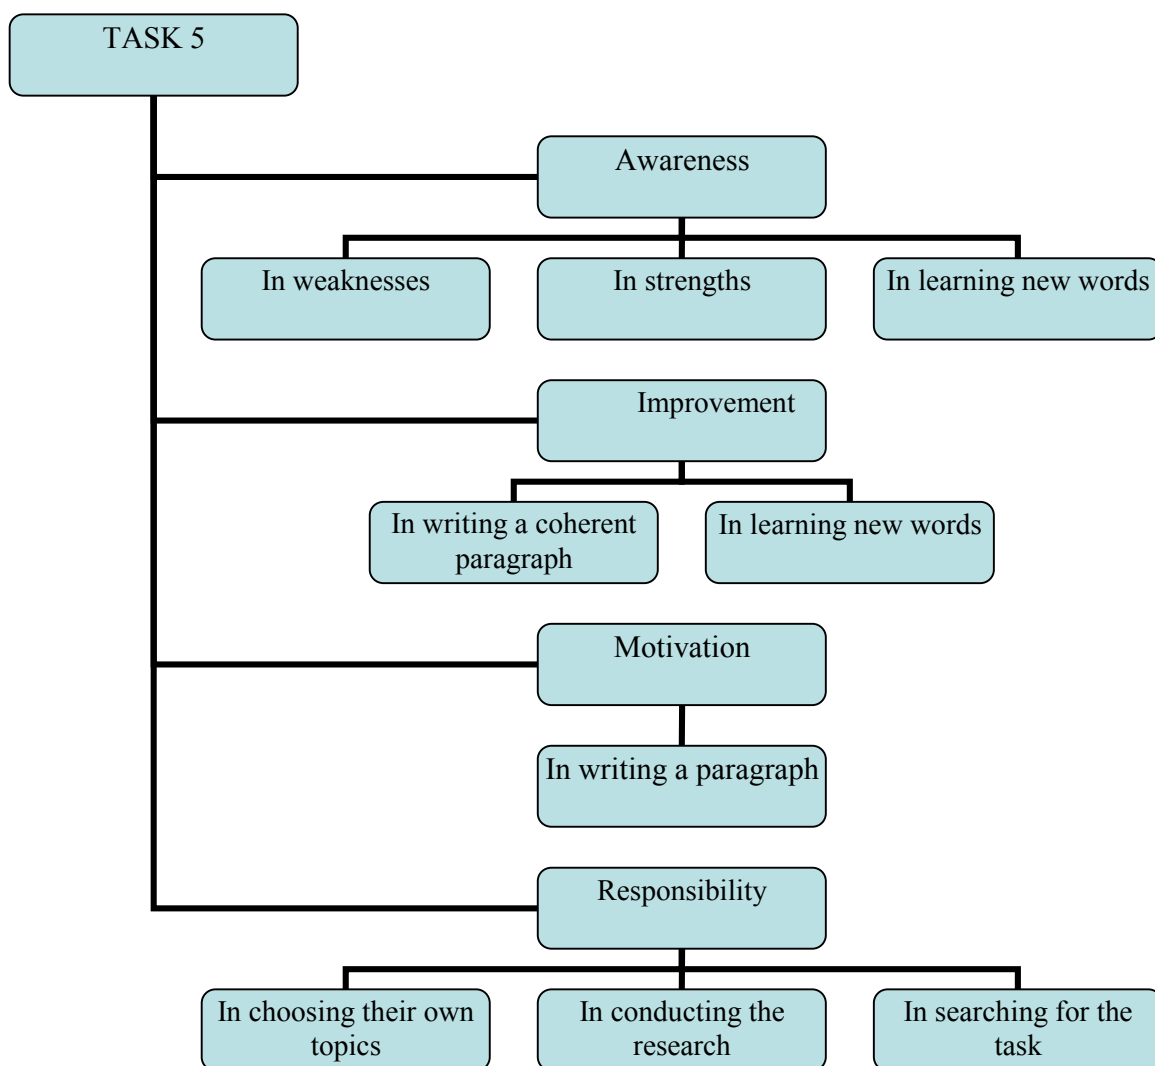 TASK 5
Awareness
In weaknesses
In strengths
In learning new words
Improvement
In writing a coherent
paragraph
In learning new words
Motivation
In writing a paragraph
Responsibility
In choosing their own
topics
In conducting the
research
In searching for the
task